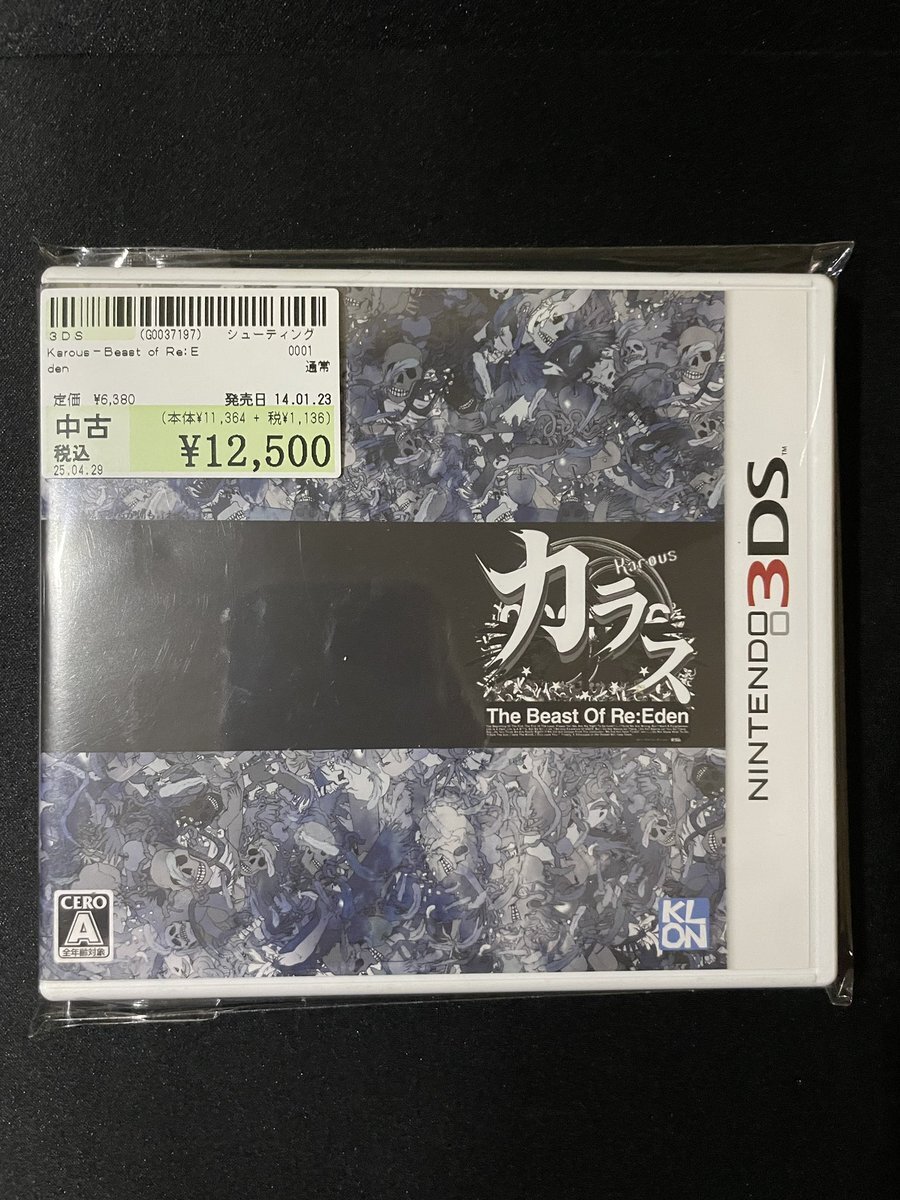 3DS (G0037197) シューティング
Karous-Beast of Re:E 0001
den 通常
定価 ¥6,380 発売日 14.01.23
中古 (本体¥11,364 + 税¥1,136)
税込 ¥12,500
25.04.29
Karous
カラス
The Beast Of Re:Eden
NINTENDO3DS™
CERO
A
全年齢対象
KL
ON